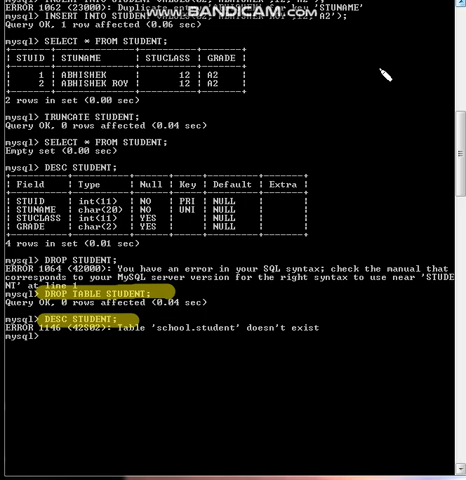 ERROR 1062 (23000): Duplicate
'STUNAME'
www.BANDICAM.com
Query OK, 1 row affected (0.06 sec)
mysql> SELECT * FROM STUDENT;
+-------+---------------+----------+-------+
| STUID | STUNAME | STUCLASS | GRADE |
+-------+---------------+----------+-------+
| 1 | ABHISHEK | 12 | A2 |
| 2 | ABHISHEK ROY | 12 | A2 |
+-------+---------------+----------+-------+
2 rows in set (0.00 sec)
mysql> TRUNCATE STUDENT;
Query OK, 0 rows affected (0.04 sec)
mysql> SELECT * FROM STUDENT;
Empty set (0.00 sec)
mysql> DESC STUDENT;
+----------+----------+------+-----+---------+-------+
| Field | Type | Null | Key | Default | Extra |
+----------+----------+------+-----+---------+-------+
| STUID | int(11) | NO | PRI | NULL | |
| STUNAME | char(20) | NO | UNI | NULL | |
| STUCLASS | int(11) | YES | | NULL | |
| GRADE | char(2) | YES | | NULL | |
+----------+----------+------+-----+---------+-------+
4 rows in set (0.01 sec)
mysql> DROP STUDENT;
ERROR 1064 (42000): You have an error in your SQL syntax; check the manual that
corresponds to your MySQL server version for the right syntax to use near 'STUDE
NT' at line 1
mysql> DROP TABLE STUDENT;
Query OK, 0 rows affected (0.04 sec)
mysql> DESC STUDENT;
ERROR 1146 (42S02): Table 'school.student' doesn't exist
mysql>